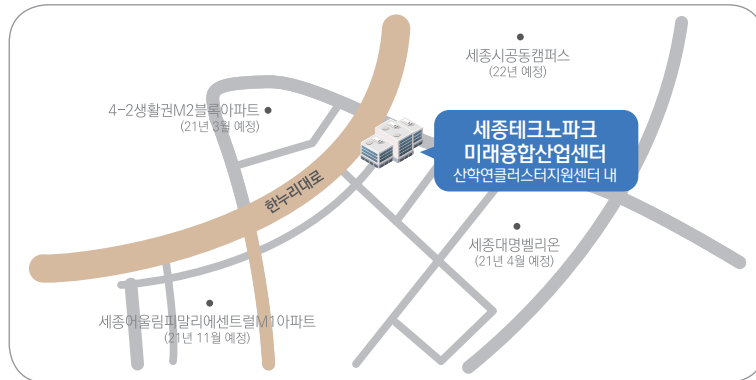 세종시공동캠퍼스
(22년 예정)
4-2생활권M2블록아파트
(21년 3월 예정)
세종테크노파크
미래융합산업센터
산학연클러스터지원센터 내
한누리대로
세종대명벨리온
(21년 4월 예정)
세종어울림피말리에센트럴M1아파트
(21년 11월 예정)